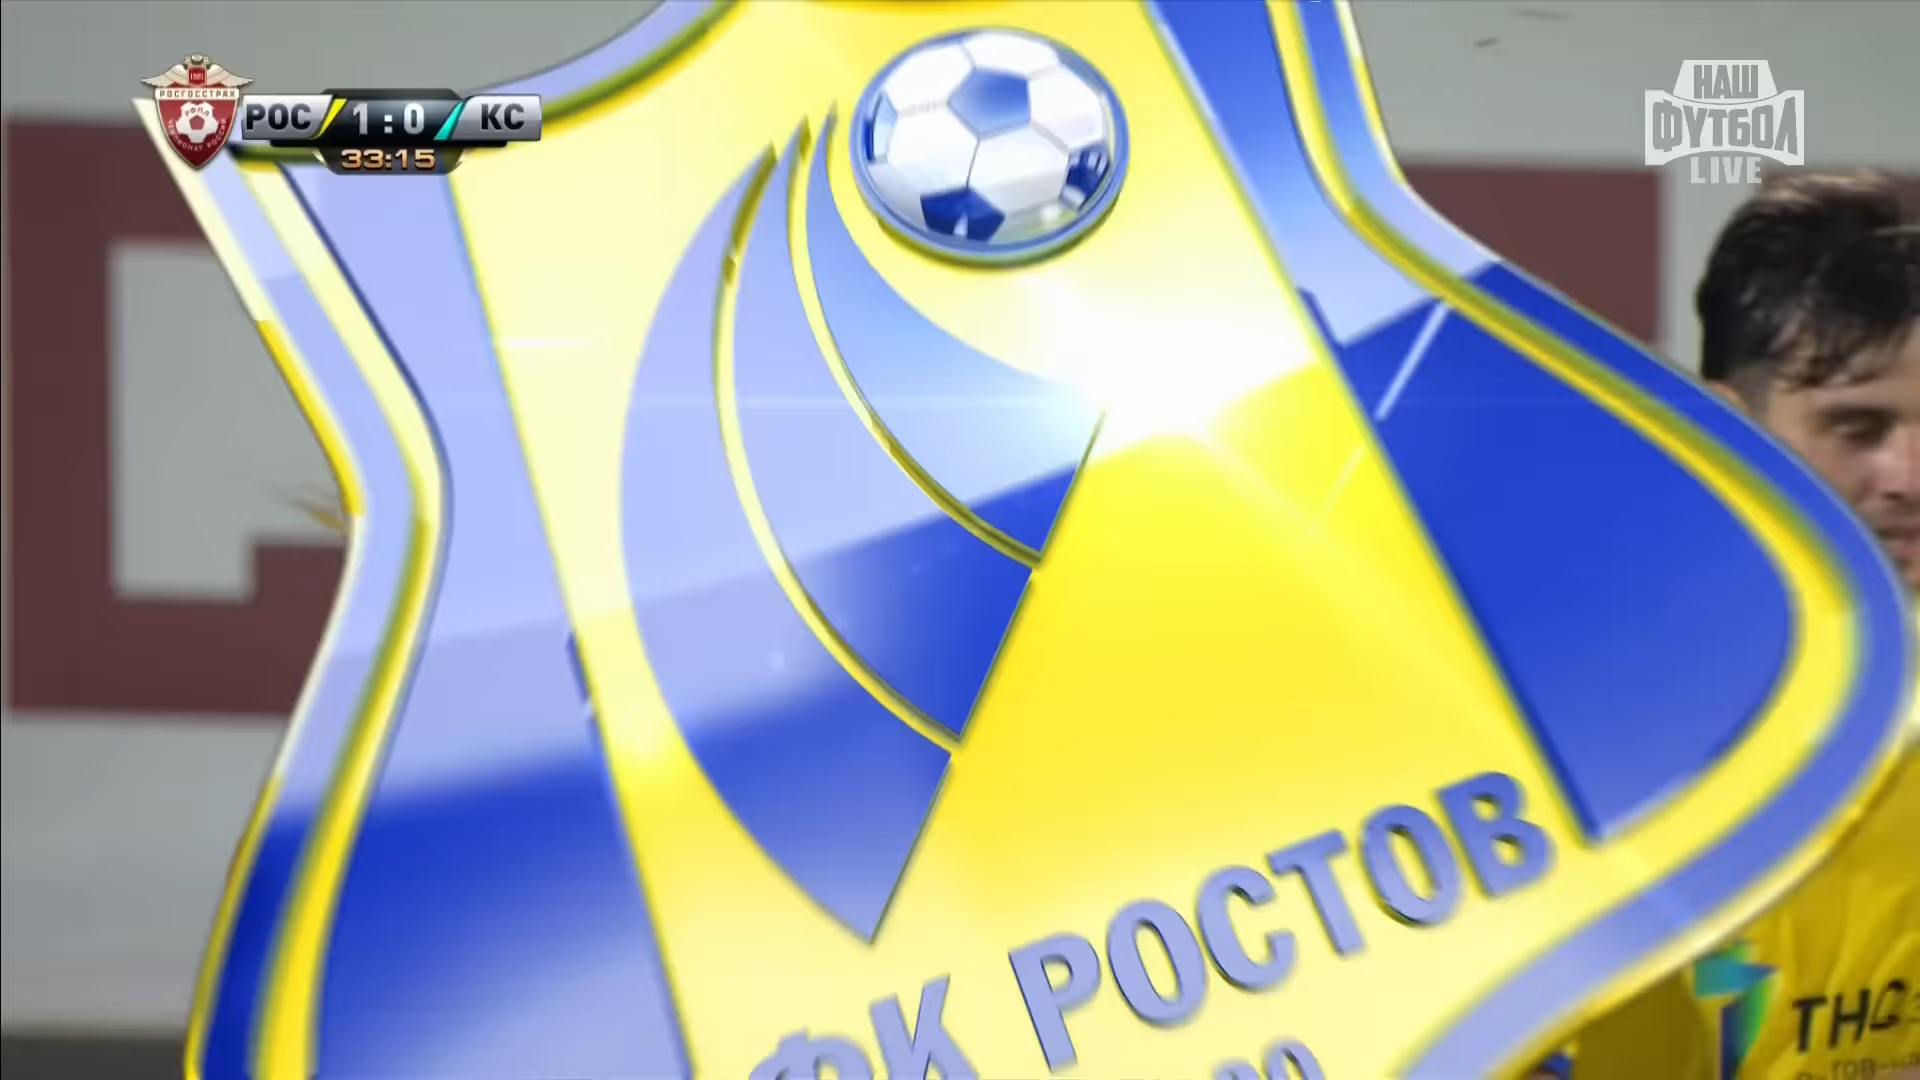 РОСГОССТРАХ
РОС 1:0 КС
33:15
НАШ
ФУТБОЛ
LIVE
ФК РОСТОВ